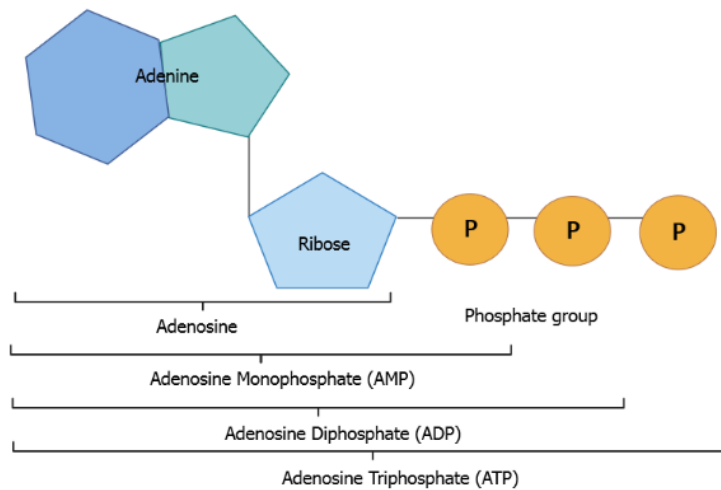 Adenine
Ribose
P
P
P
Adenosine
Phosphate group
Adenosine Monophosphate (AMP)
Adenosine Diphosphate (ADP)
Adenosine Triphosphate (ATP)